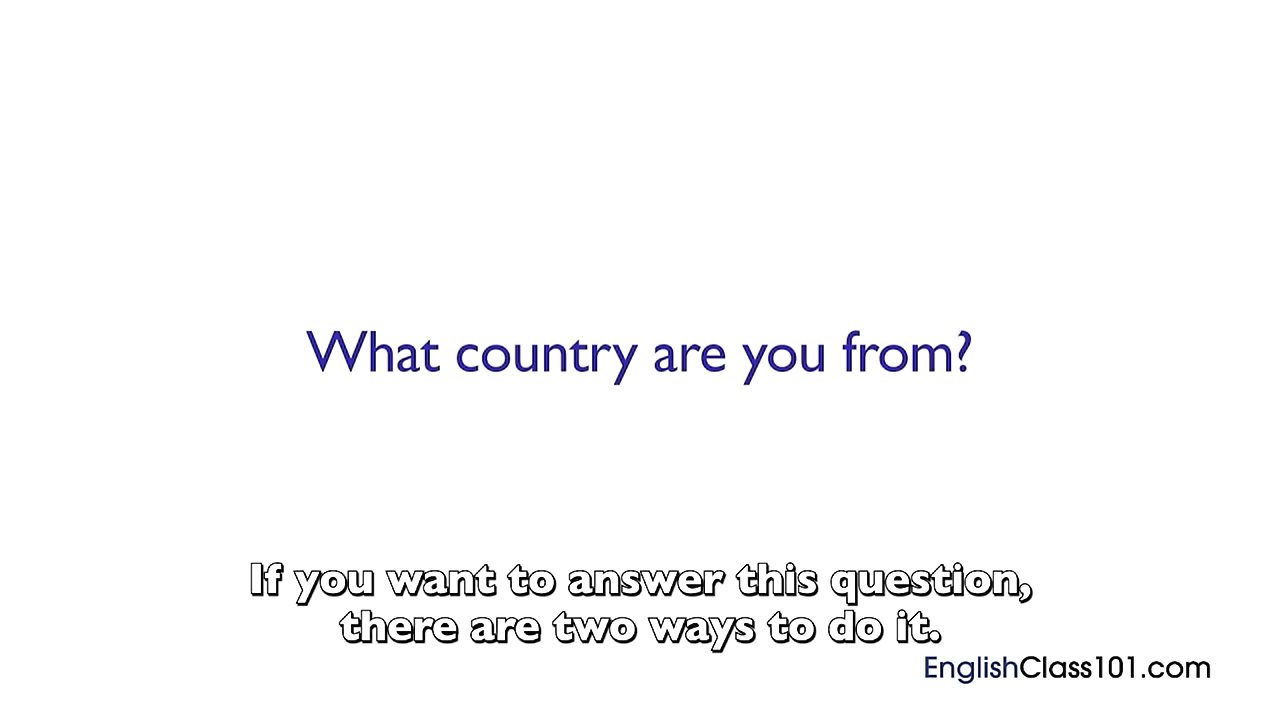 What country are you from?
If you want to answer this question,
there are two ways to do it.
EnglishClass101.com